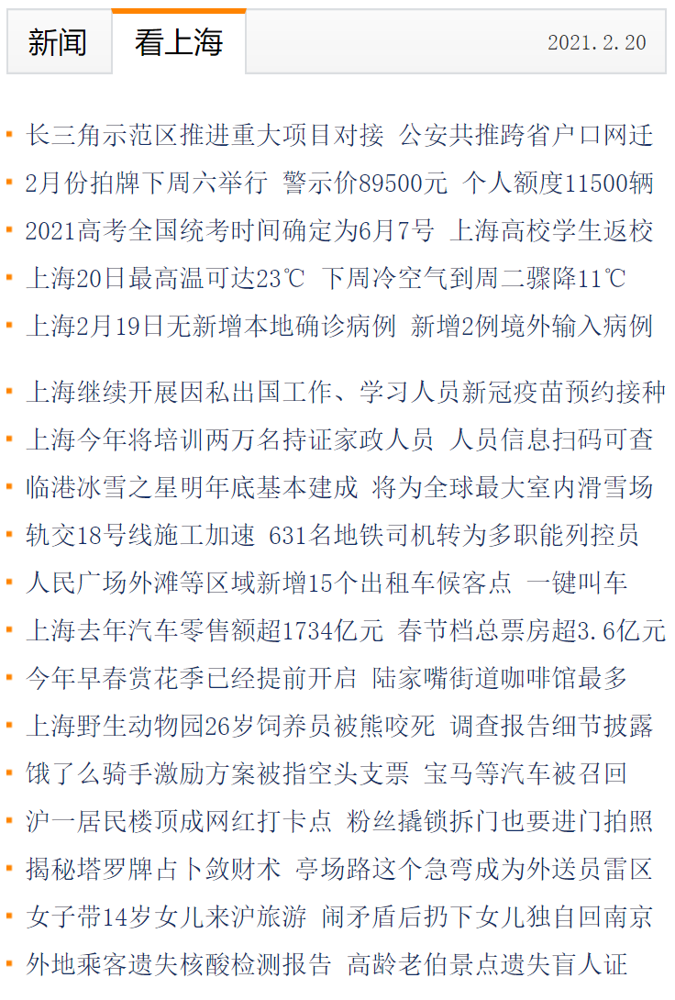 新闻 看上海 2021.2.20
长三角示范区推进重大项目对接 公安共推跨省户口网迁
2月份拍牌下周六举行 警示价89500元 个人额度11500辆
2021高考全国统考时间确定为6月7号 上海高校学生返校
上海20日最高温可达23℃ 下周冷空气到周二骤降11℃
上海2月19日无新增本地确诊病例 新增2例境外输入病例
上海继续开展因私出国工作、学习人员新冠疫苗预约接种
上海今年将培训两万名持证家政人员 人员信息扫码可查
临港冰雪之星明年底基本建成 将为全球最大室内滑雪场
轨交18号线施工加速 631名地铁司机转为多职能列控员
人民广场外滩等区域新增15个出租车候客点 一键叫车
上海去年汽车零售额超1734亿元 春节档总票房超3.6亿元
今年早春赏花季已经提前开启 陆家嘴街道咖啡馆最多
上海野生动物园26岁饲养员被熊咬死 调查报告细节披露
饿了么骑手激励方案被指空头支票 宝马等汽车被召回
沪一居民楼顶成网红打卡点 粉丝撬锁拆门也要进门拍照
揭秘塔罗牌占卜敛财术 亭场路这个急弯成为外送员雷区
女子带14岁女儿来沪旅游 闹矛盾后扔下女儿独自回南京
外地乘客遗失核酸检测报告 高龄老伯景点遗失盲人证